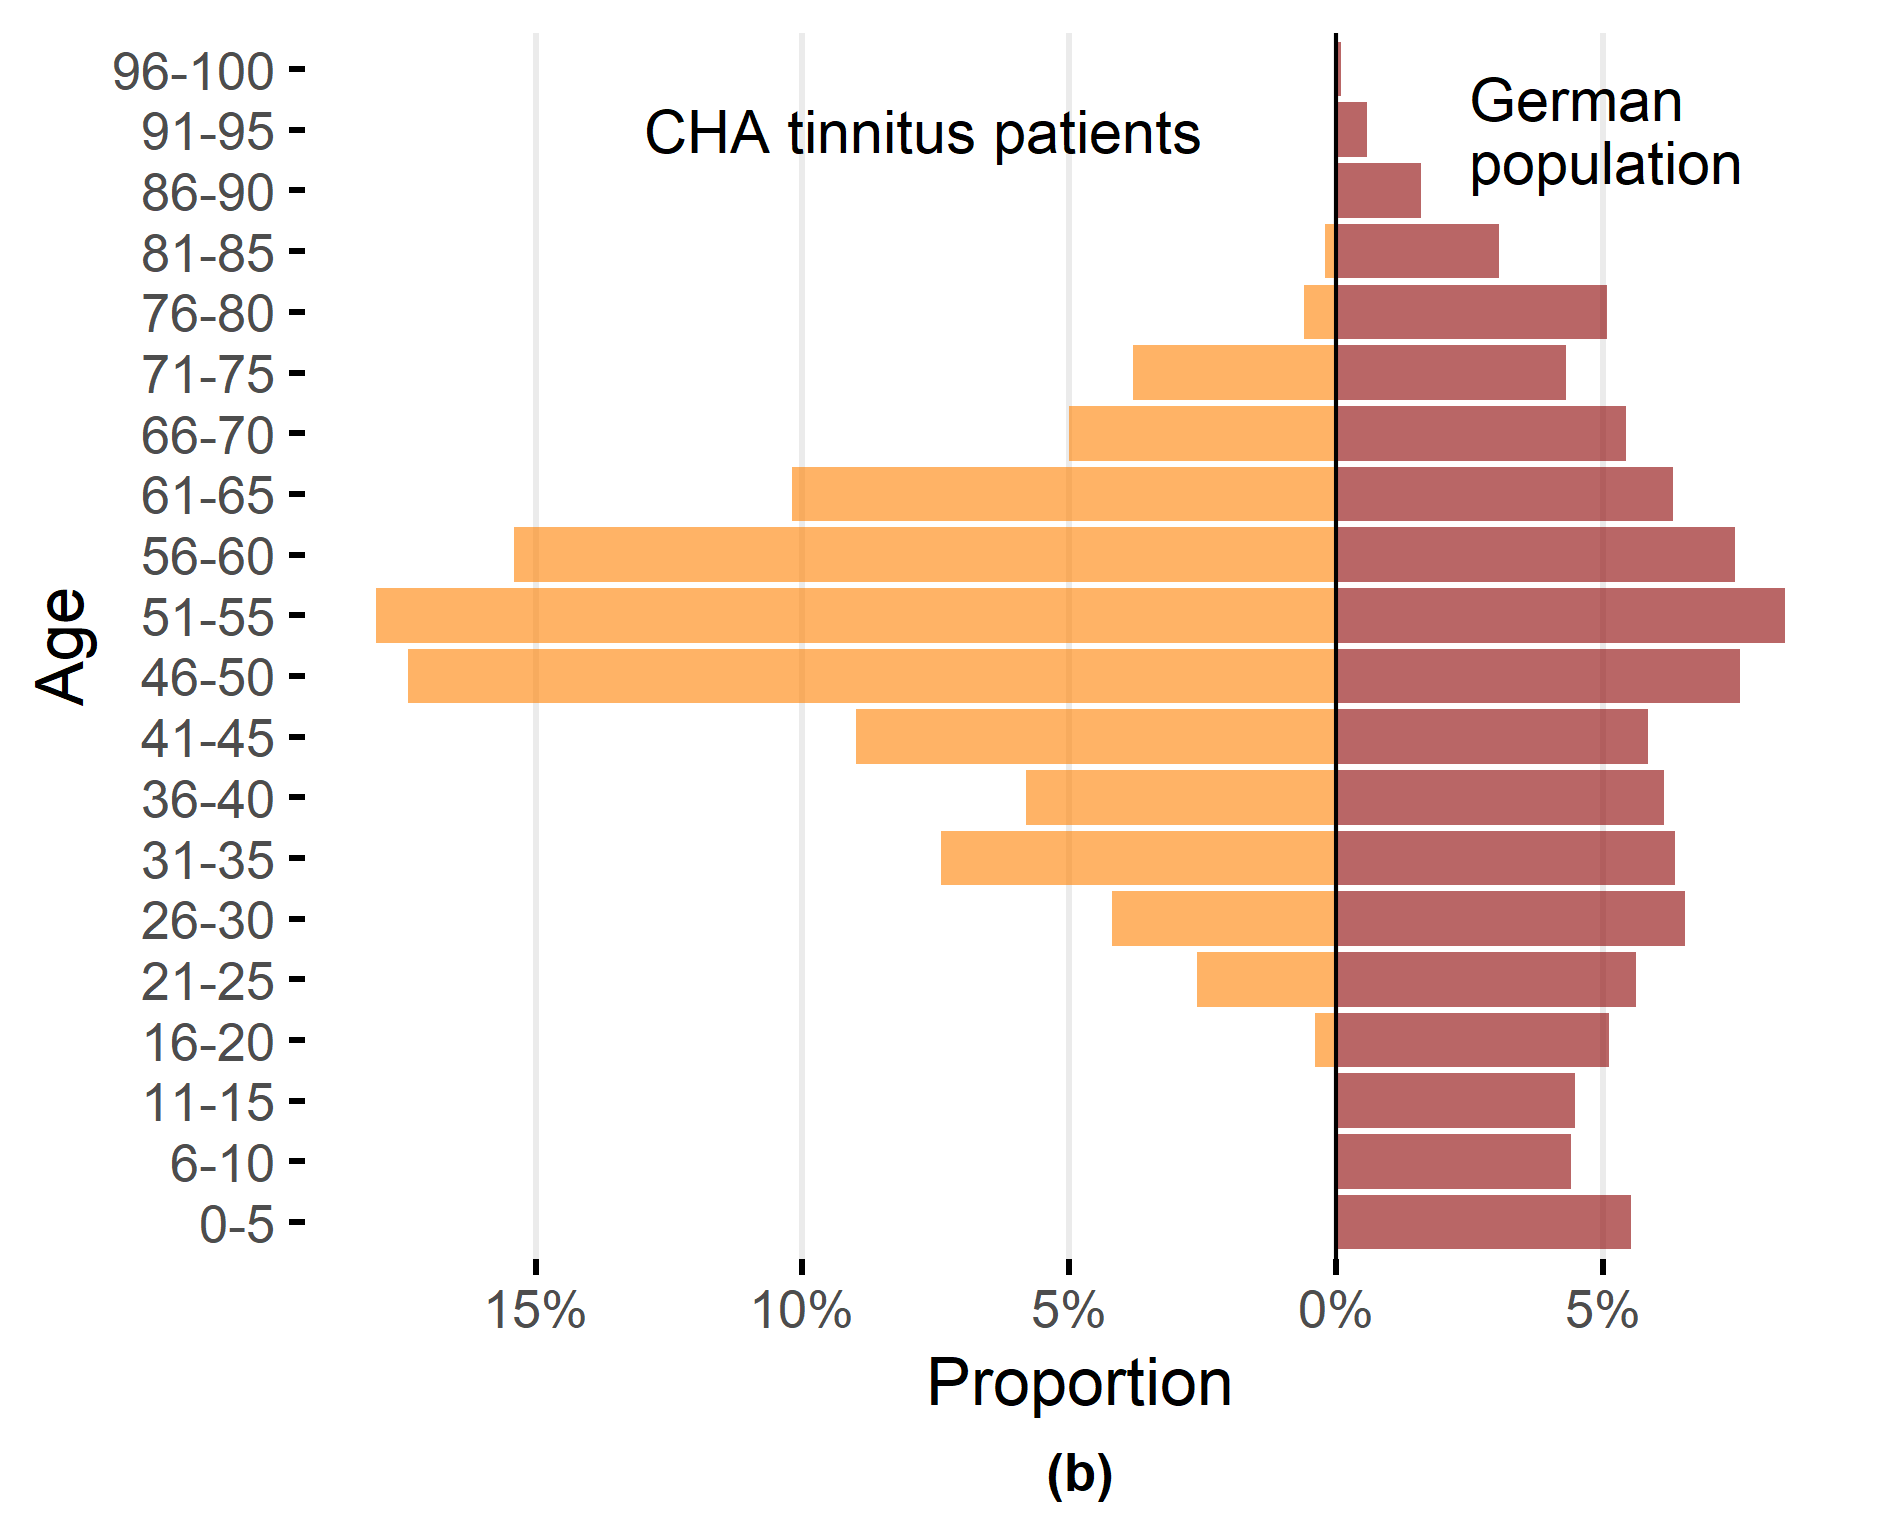 96-100
91-95
86-90
81-85
76-80
71-75
66-70
61-65
56-60
51-55
46-50
41-45
36-40
31-35
26-30
21-25
16-20
11-15
6-10
0-5
Age
CHA tinnitus patients
German
population
15% 10% 5% 0% 5%
Proportion
(b)